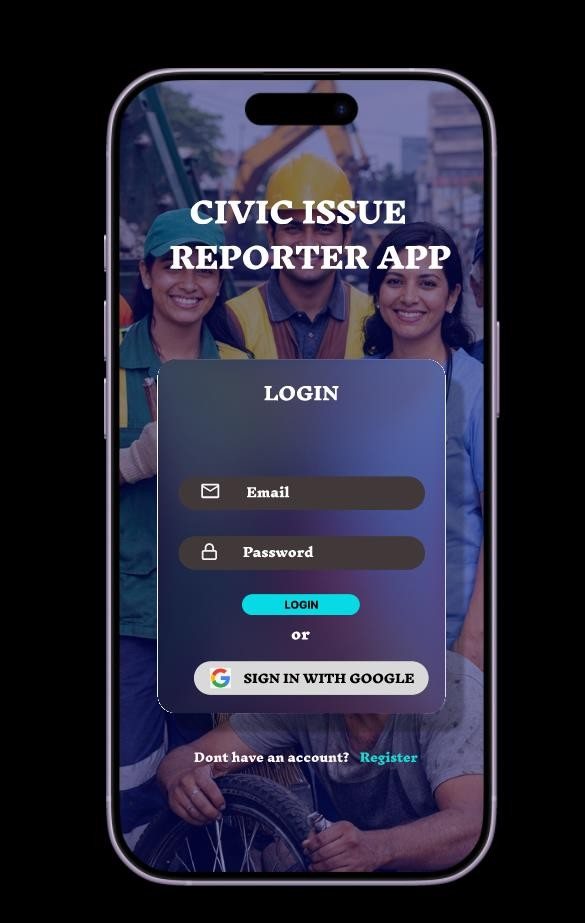 CIVIC ISSUE
REPORTER APP
LOGIN
Email
Password
LOGIN
or
SIGN IN WITH GOOGLE
Dont have an account? Register